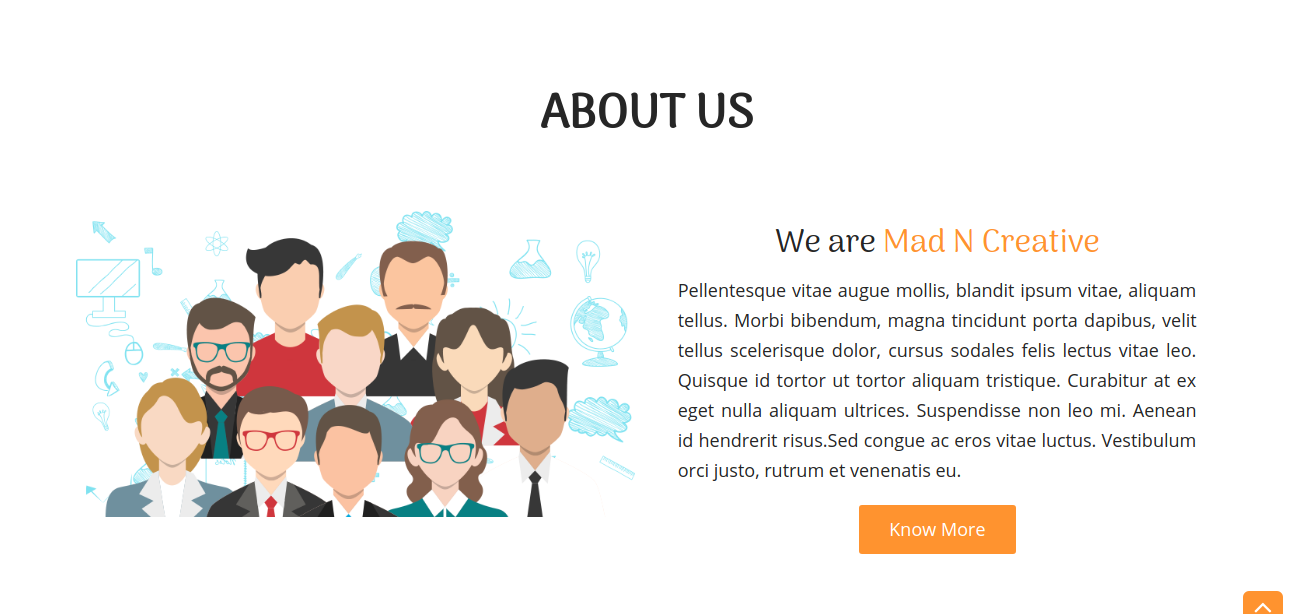 ABOUT US
We are Mad N Creative
Pellentesque vitae augue mollis, blandit ipsum vitae, aliquam
tellus. Morbi bibendum, magna tincidunt porta dapibus, velit
tellus scelerisque dolor, cursus sodales felis lectus vitae leo.
Quisque id tortor ut tortor aliquam tristique. Curabitur at ex
eget nulla aliquam ultrices. Suspendisse non leo mi. Aenean
id hendrerit risus.Sed congue ac eros vitae luctus. Vestibulum
orci justo, rutrum et venenatis eu.
Know More